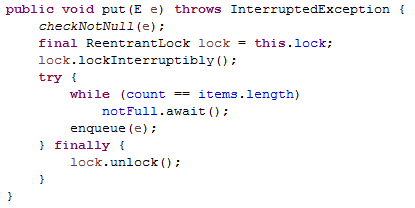 public void put(E e) throws InterruptedException {
    checkNotNull(e);
    final ReentrantLock lock = this.lock;
    lock.lockInterruptibly();
    try {
        while (count == items.length)
            notFull.await();
        enqueue(e);
    } finally {
        lock.unlock();
    }
}